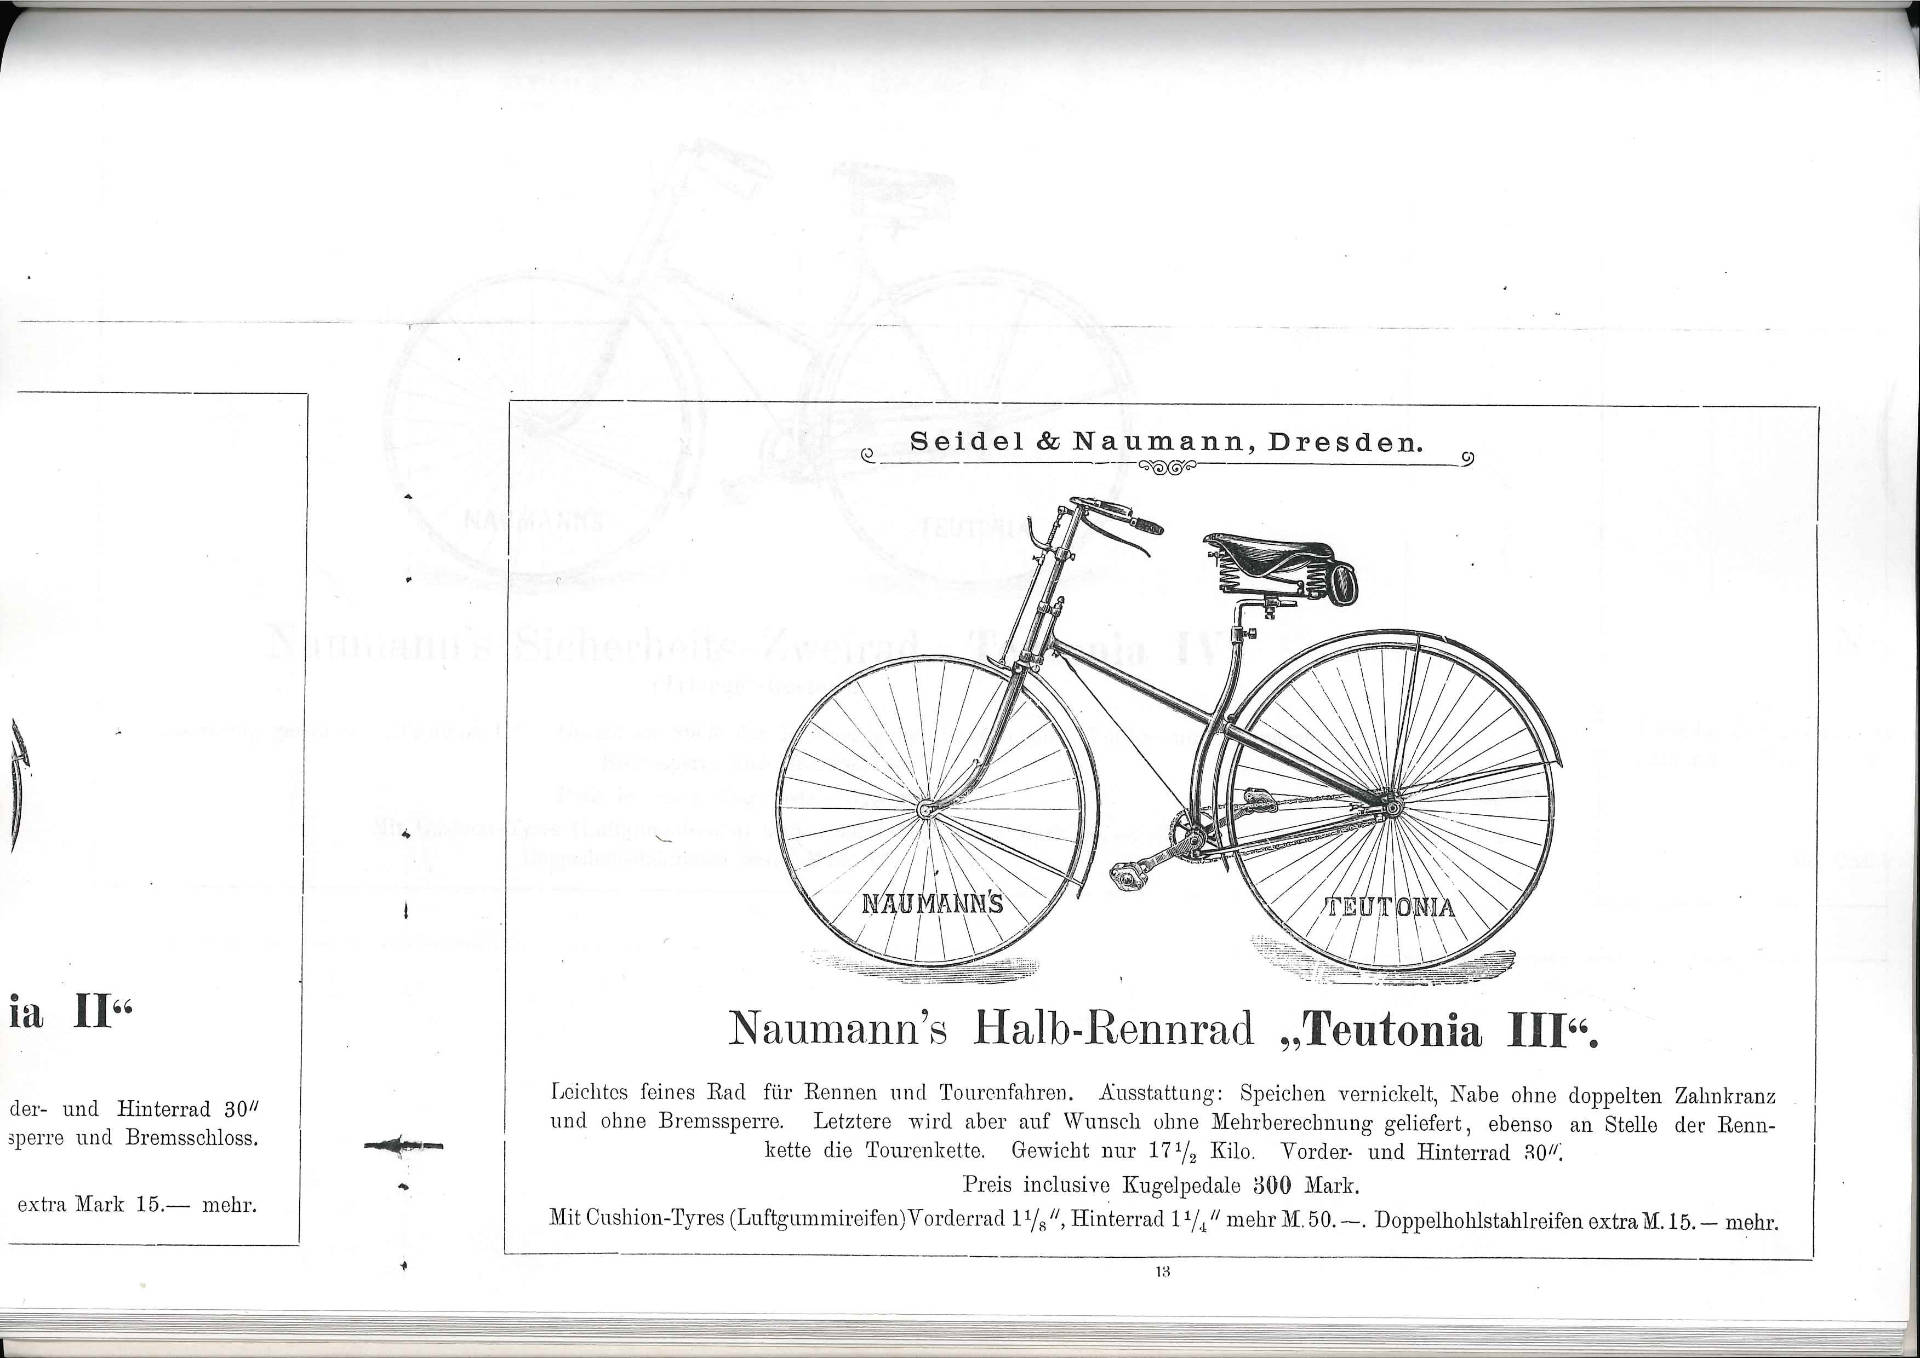 ia II“
der- und Hinterrad 30″
sperre und Bremsschloss.
extra Mark 15.— mehr.
Seidel & Naumann, Dresden.
NAUMANN'S
TEUTONIA
Naumann's Halb-Rennrad „Teutonia III“.
Leichtes feines Rad für Rennen und Tourenfahren. Ausstattung: Speichen vernickelt, Nabe ohne doppelten Zahnkranz
und ohne Bremssperre. Letztere wird aber auf Wunsch ohne Mehrberechnung geliefert, ebenso an Stelle der Renn-
kette die Tourenkette. Gewicht nur 17 1/2 Kilo. Vorder- und Hinterrad 30″.
Preis inclusive Kugelpedale 300 Mark.
Mit Cushion-Tyres (Luftgummireifen) Vorderrad 1 1/8″, Hinterrad 1 1/4″ mehr M. 50.—. Doppelhohlstahlreifen extra M. 15.— mehr.
13